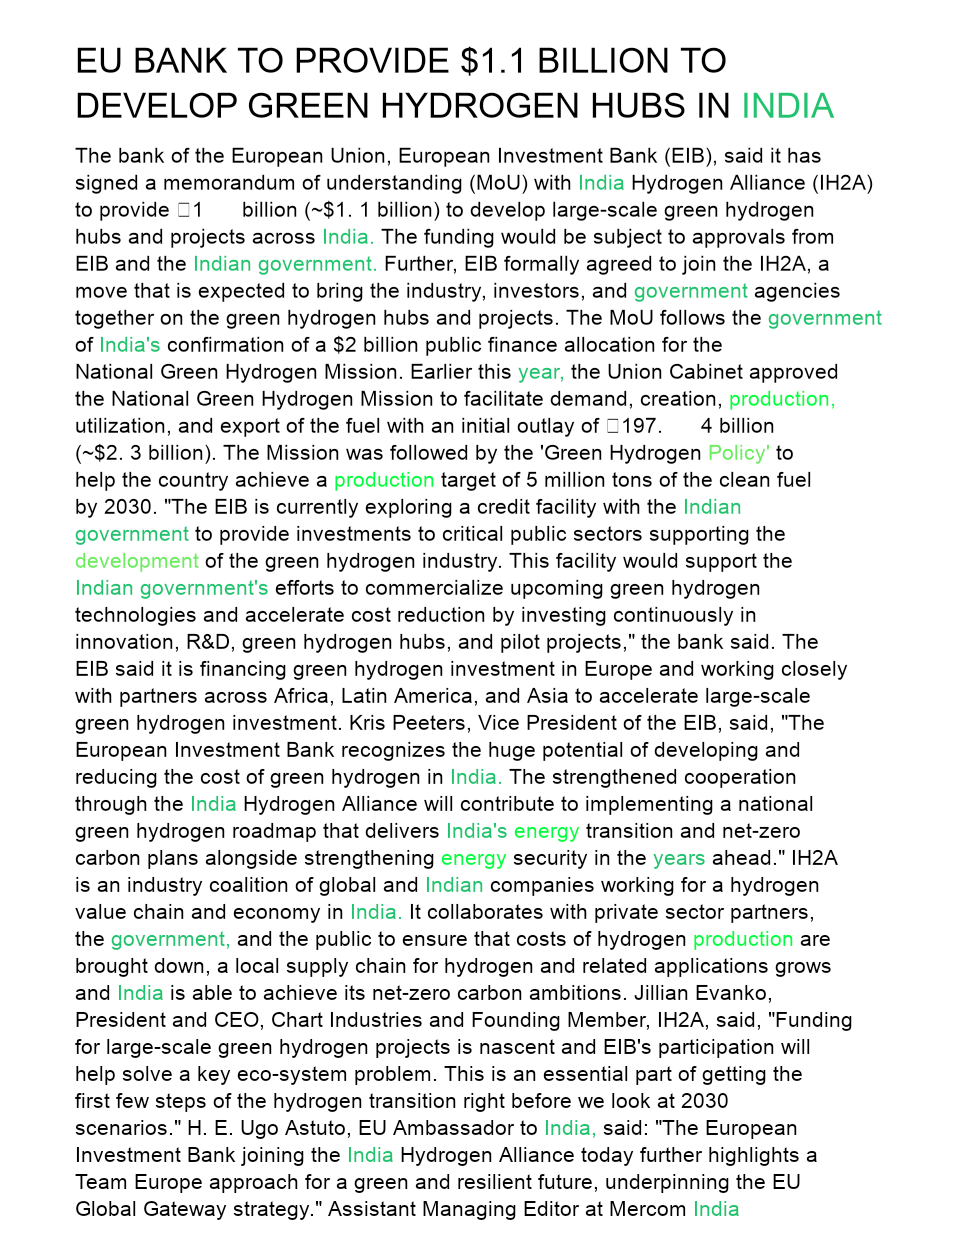 EU BANK TO PROVIDE $1.1 BILLION TO
DEVELOP GREEN HYDROGEN HUBS IN INDIA
The bank of the European Union, European Investment Bank (EIB), said it has
signed a memorandum of understanding (MoU) with India Hydrogen Alliance (IH2A)
to provide □1 billion (~$1. 1 billion) to develop large-scale green hydrogen
hubs and projects across India. The funding would be subject to approvals from
EIB and the Indian government. Further, EIB formally agreed to join the IH2A, a
move that is expected to bring the industry, investors, and government agencies
together on the green hydrogen hubs and projects. The MoU follows the government
of India's confirmation of a $2 billion public finance allocation for the
National Green Hydrogen Mission. Earlier this year, the Union Cabinet approved
the National Green Hydrogen Mission to facilitate demand, creation, production,
utilization, and export of the fuel with an initial outlay of □197. 4 billion
(~$2. 3 billion). The Mission was followed by the 'Green Hydrogen Policy' to
help the country achieve a production target of 5 million tons of the clean fuel
by 2030. "The EIB is currently exploring a credit facility with the Indian
government to provide investments to critical public sectors supporting the
development of the green hydrogen industry. This facility would support the
Indian government's efforts to commercialize upcoming green hydrogen
technologies and accelerate cost reduction by investing continuously in
innovation, R&D, green hydrogen hubs, and pilot projects," the bank said. The
EIB said it is financing green hydrogen investment in Europe and working closely
with partners across Africa, Latin America, and Asia to accelerate large-scale
green hydrogen investment. Kris Peeters, Vice President of the EIB, said, "The
European Investment Bank recognizes the huge potential of developing and
reducing the cost of green hydrogen in India. The strengthened cooperation
through the India Hydrogen Alliance will contribute to implementing a national
green hydrogen roadmap that delivers India's energy transition and net-zero
carbon plans alongside strengthening energy security in the years ahead." IH2A
is an industry coalition of global and Indian companies working for a hydrogen
value chain and economy in India. It collaborates with private sector partners,
the government, and the public to ensure that costs of hydrogen production are
brought down, a local supply chain for hydrogen and related applications grows
and India is able to achieve its net-zero carbon ambitions. Jillian Evanko,
President and CEO, Chart Industries and Founding Member, IH2A, said, "Funding
for large-scale green hydrogen projects is nascent and EIB's participation will
help solve a key eco-system problem. This is an essential part of getting the
first few steps of the hydrogen transition right before we look at 2030
scenarios." H. E. Ugo Astuto, EU Ambassador to India, said: "The European
Investment Bank joining the India Hydrogen Alliance today further highlights a
Team Europe approach for a green and resilient future, underpinning the EU
Global Gateway strategy." Assistant Managing Editor at Mercom India